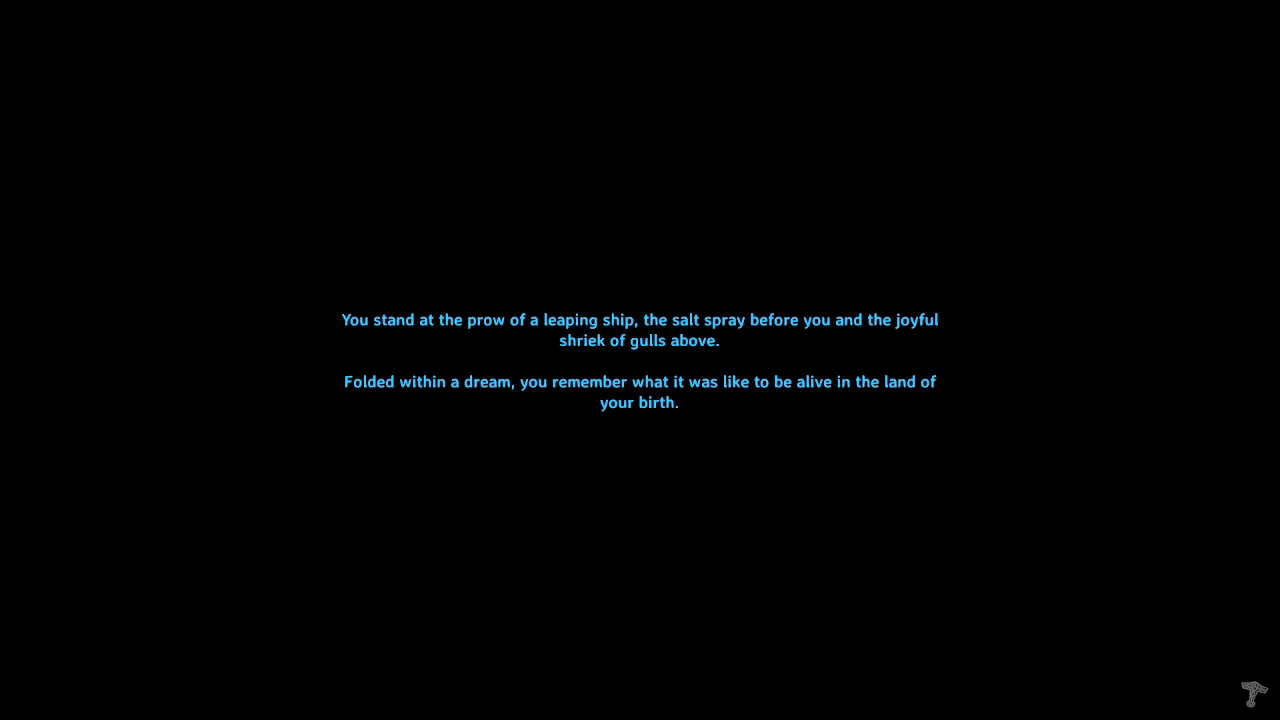 You stand at the prow of a leaping ship, the salt spray before you and the joyful
shriek of gulls above.
Folded within a dream, you remember what it was like to be alive in the land of
your birth.